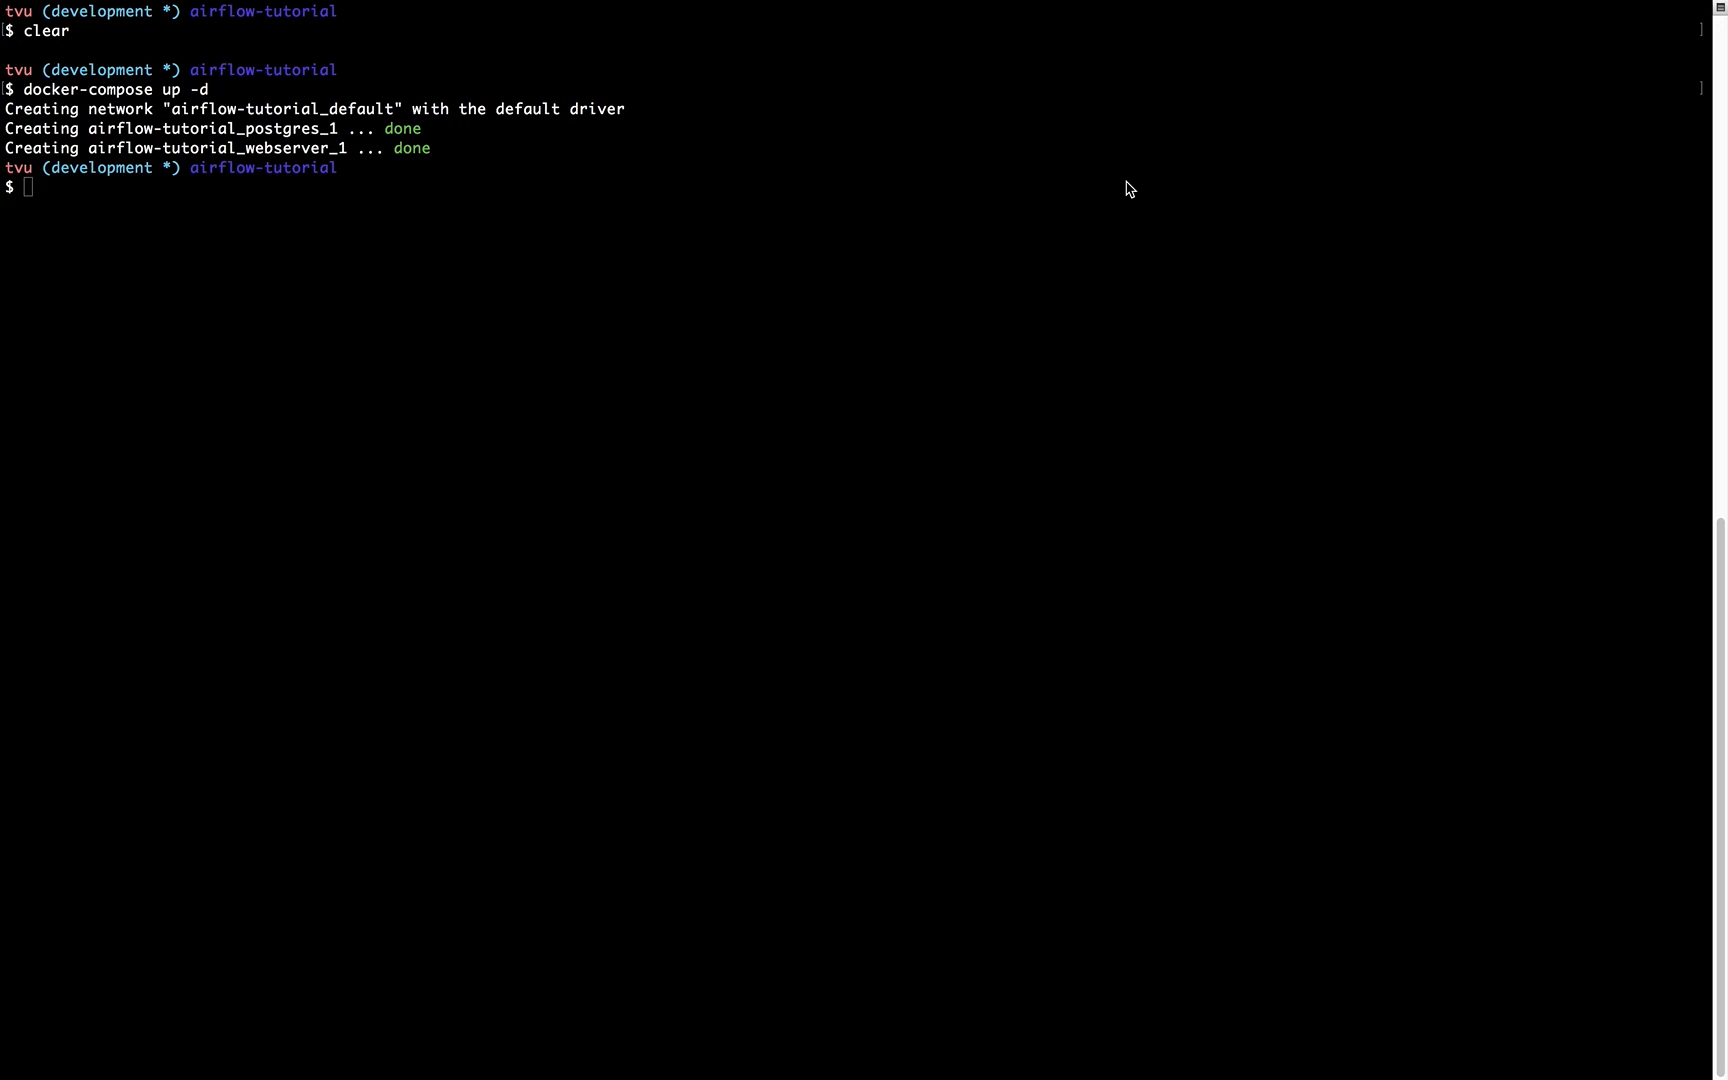 tvu (development *) airflow-tutorial
[$ clear ]
tvu (development *) airflow-tutorial
[$ docker-compose up -d ]
Creating network "airflow-tutorial_default" with the default driver
Creating airflow-tutorial_postgres_1 ... done
Creating airflow-tutorial_webserver_1 ... done
tvu (development *) airflow-tutorial
$